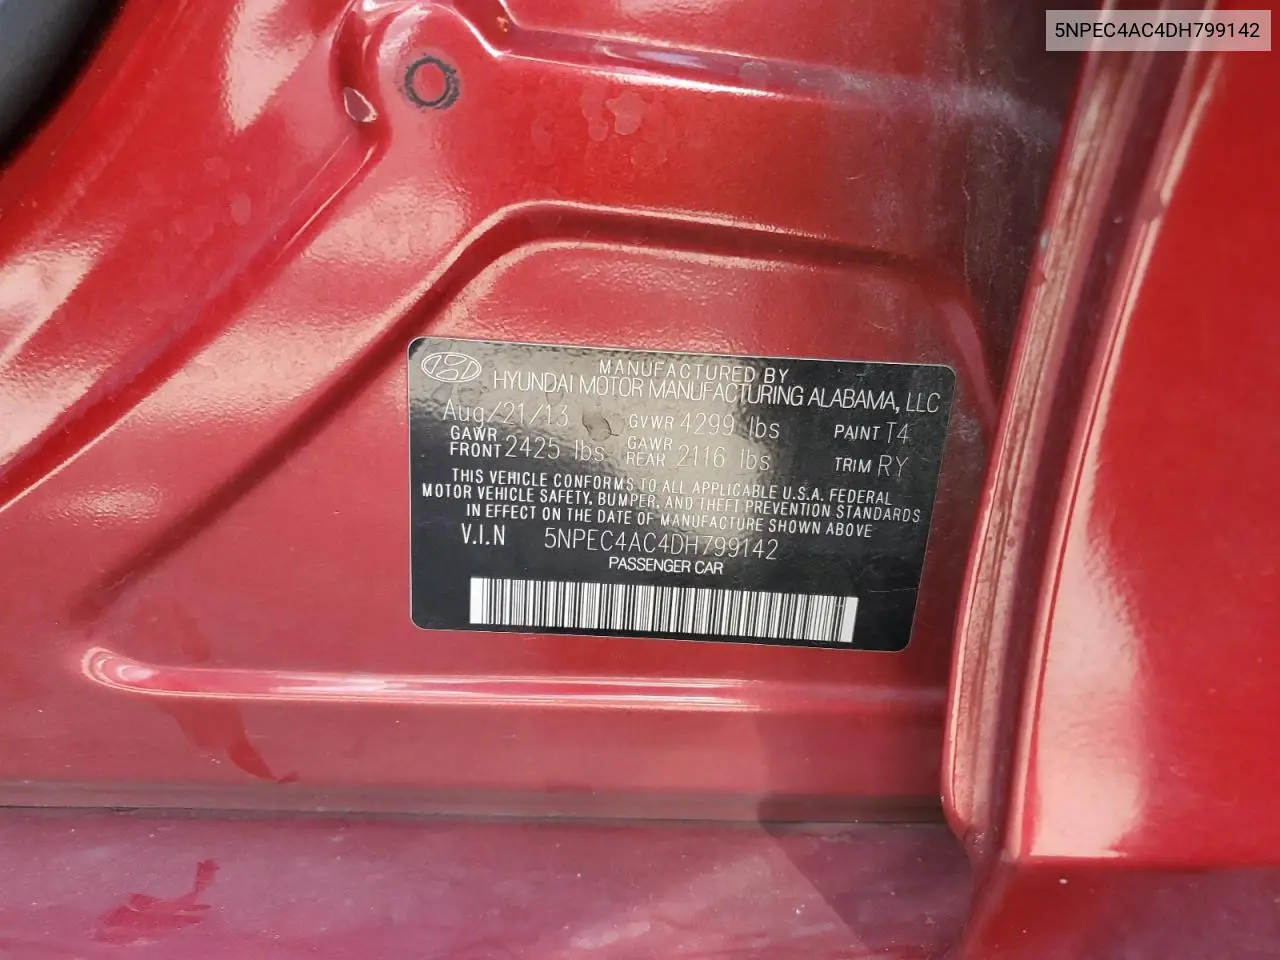 5NPEC4AC4DH799142
MANUFACTURED BY
HYUNDAI MOTOR MANUFACTURING ALABAMA, LLC
Aug/21/13 GVWR 4299 lbs PAINT T4
GAWR FRONT 2425 lbs GAWR REAR 2116 lbs TRIM RY
THIS VEHICLE CONFORMS TO ALL APPLICABLE U.S.A. FEDERAL
MOTOR VEHICLE SAFETY, BUMPER, AND THEFT PREVENTION STANDARDS
IN EFFECT ON THE DATE OF MANUFACTURE SHOWN ABOVE
V.I.N 5NPEC4AC4DH799142
PASSENGER CAR